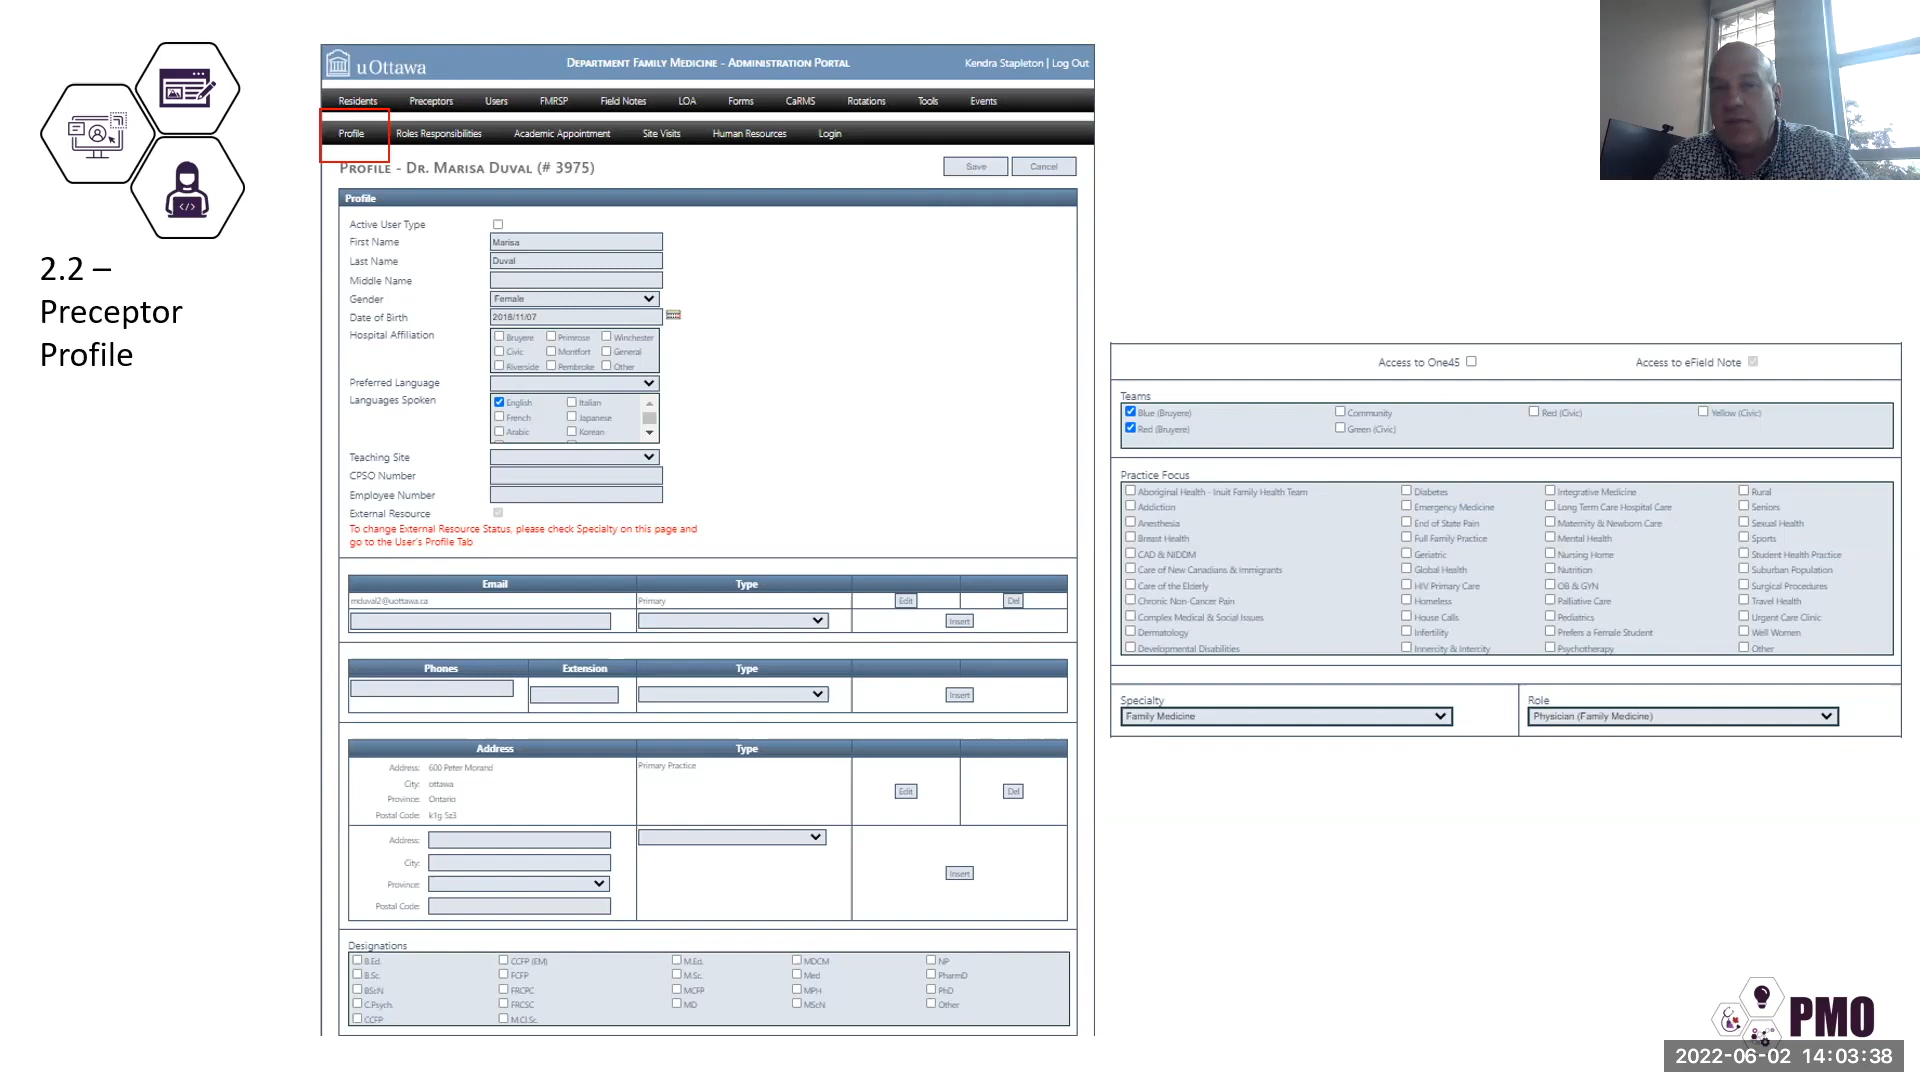 2.2 –
Preceptor
Profile
uOttawa
DEPARTMENT FAMILY MEDICINE - ADMINISTRATION PORTAL
Kendra Stapleton | Log Out
Residents Preceptors Users FMRSP Field Notes LOA Forms CaRMS Rotations Tools Events
Profile Roles Responsibilities Academic Appointment Site Visits Human Resources Login
PROFILE - DR. MARISA DUVAL (# 3975)
Save Cancel
Profile
Active User Type
First Name Marisa
Last Name Duval
Middle Name
Gender Female
Date of Birth 2018/11/07
Hospital Affiliation Bruyere Primrose Winchester
Civic Montfort General
Riverside Pembroke Other
Preferred Language
Languages Spoken English Italian
French Japanese
Arabic Korean
Teaching Site
CPSO Number
Employee Number
External Resource
To change External Resource Status, please check Specialty on this page and
go to the User's Profile Tab
Email Type
mduval2@uottawa.ca Primary Edit Del
Insert
Phones Extension Type
Insert
Address Type
Address: 600 Peter Morand Primary Practice
City: ottawa
Edit Del
Province: Ontario
Postal Code: k1g 5z3
Address:
City:
Insert
Province:
Postal Code:
Designations
B.Ed. CCFP (EM) M.Ed. MDCM NP
B.Sc. FCFP M.Sc. Med PharmD
BScN FRCPC MCFP MPH PhD
C.Psych. FRCSC MD MScN Other
CCFP M.Cl.Sc.
Access to One45 Access to eField Note
Teams
Blue (Bruyere) Community Red (Civic) Yellow (Civic)
Red (Bruyere) Green (Civic)
Practice Focus
Aboriginal Health - Inuit Family Health Team Diabetes Integrative Medicine Rural
Addiction Emergency Medicine Long Term Care Hospital Care Seniors
Anesthesia End of State Pain Maternity & Newborn Care Sexual Health
Breast Health Full Family Practice Mental Health Sports
CAD & NIDDM Geriatric Nursing Home Student Health Practice
Care of New Canadians & Immigrants Global Health Nutrition Suburban Population
Care of the Elderly HIV Primary Care OB & GYN Surgical Procedures
Chronic Non-Cancer Pain Homeless Palliative Care Travel Health
Complex Medical & Social Issues House Calls Pediatrics Urgent Care Clinic
Dermatology Infertility Prefers a Female Student Well Women
Developmental Disabilities Innercity & Intercity Psychotherapy Other
Specialty Role
Family Medicine Physician (Family Medicine)
PMO
2022-06-02 14:03:38